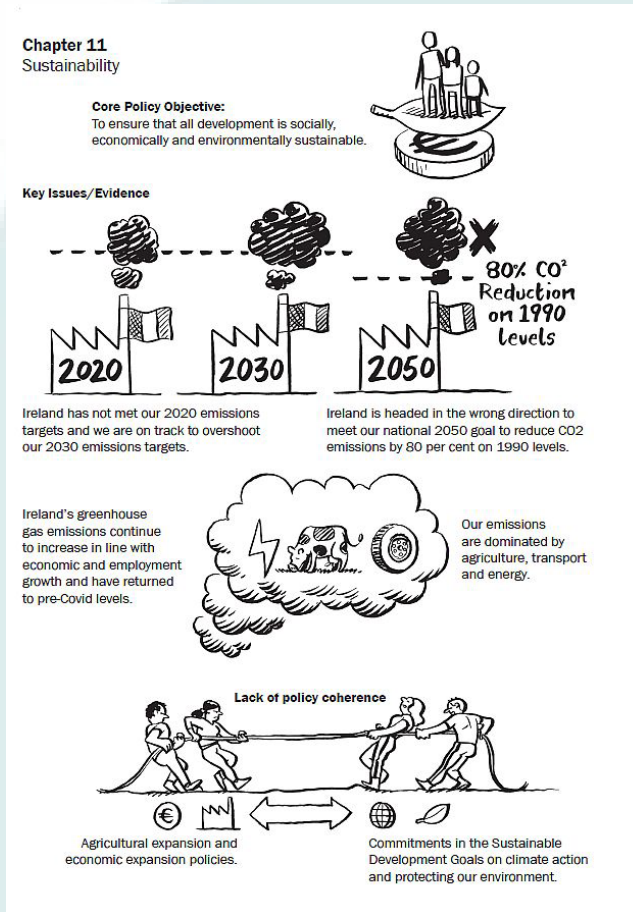 Chapter 11
Sustainability
Core Policy Objective:
To ensure that all development is socially,
economically and environmentally sustainable.
Key Issues/Evidence
80% CO²
Reduction
on 1990
levels
2020
2030
2050
Ireland has not met our 2020 emissions
targets and we are on track to overshoot
our 2030 emissions targets.
Ireland is headed in the wrong direction to
meet our national 2050 goal to reduce CO2
emissions by 80 per cent on 1990 levels.
Ireland's greenhouse
gas emissions continue
to increase in line with
economic and employment
growth and have returned
to pre-Covid levels.
Our emissions
are dominated by
agriculture, transport
and energy.
Lack of policy coherence
€
Agricultural expansion and
economic expansion policies.
Commitments in the Sustainable
Development Goals on climate action
and protecting our environment.